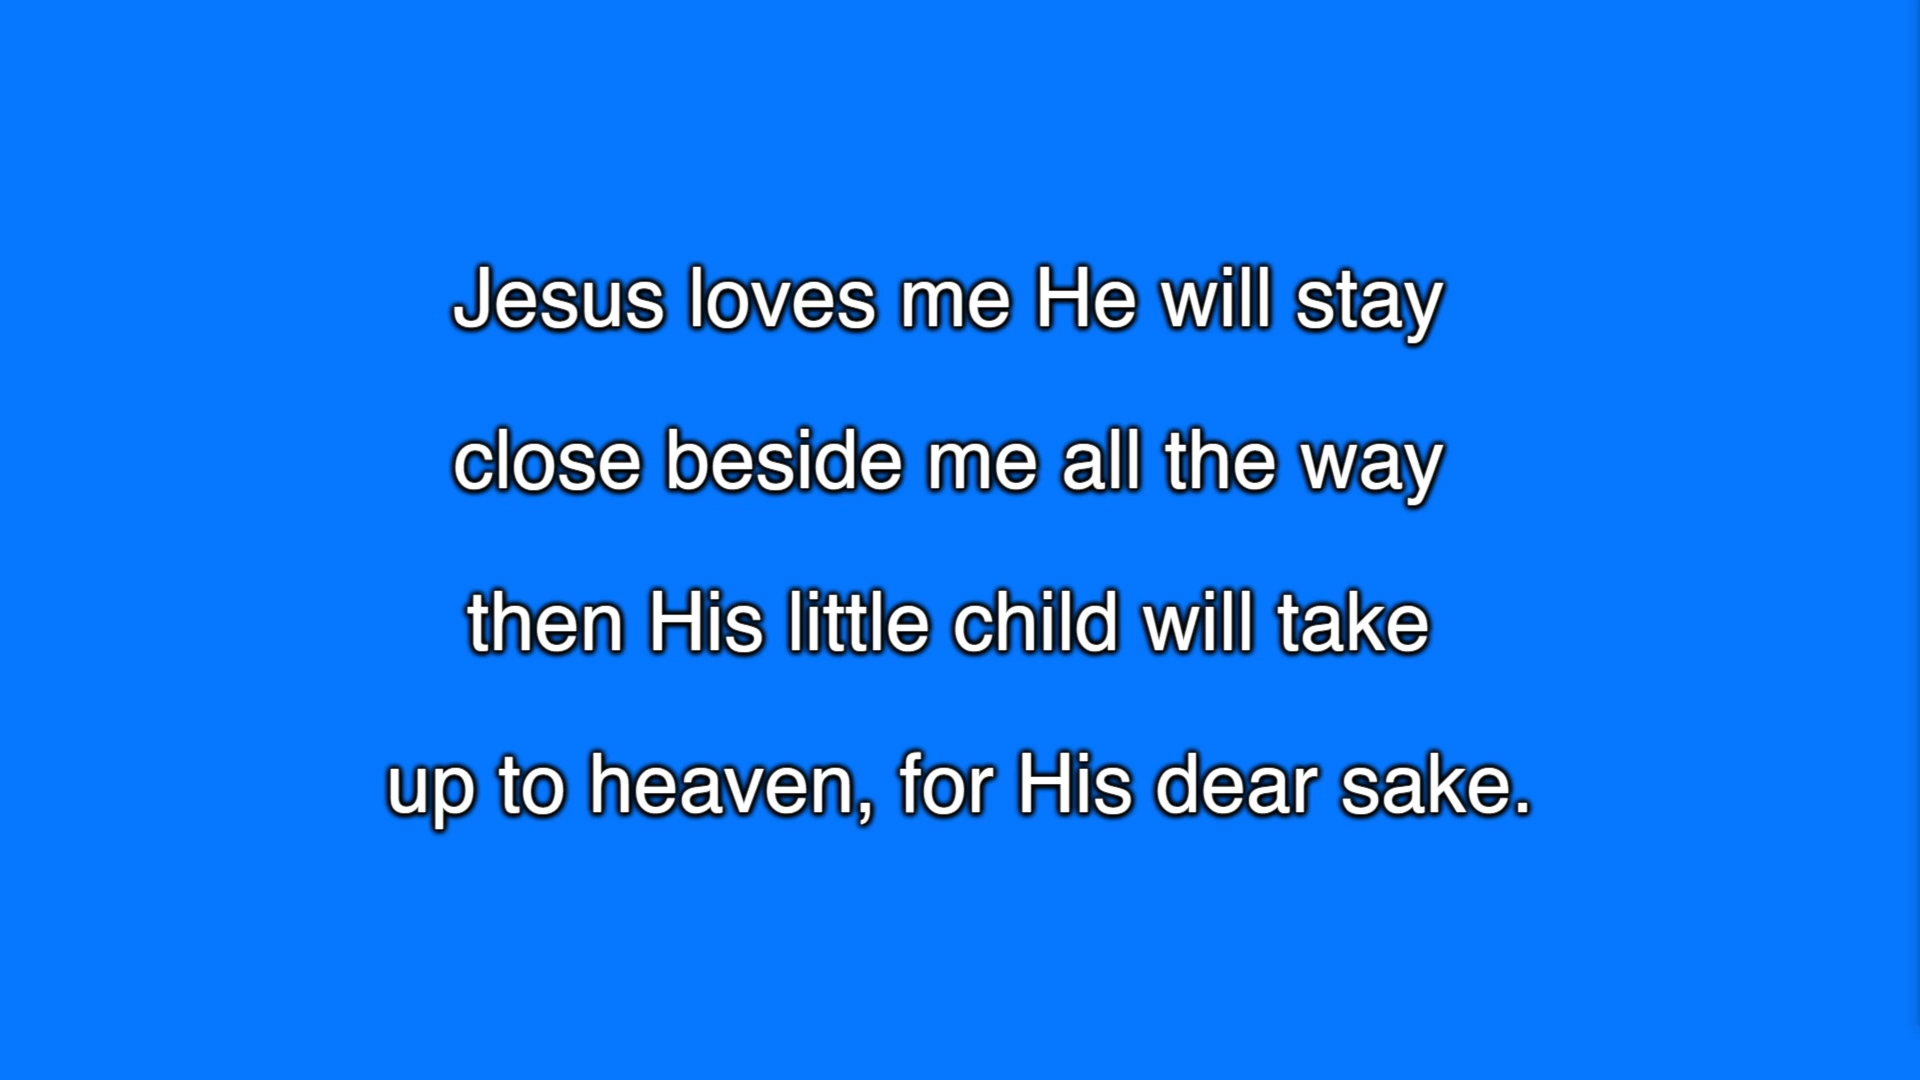 Jesus loves me He will stay
close beside me all the way
then His little child will take
up to heaven, for His dear sake.